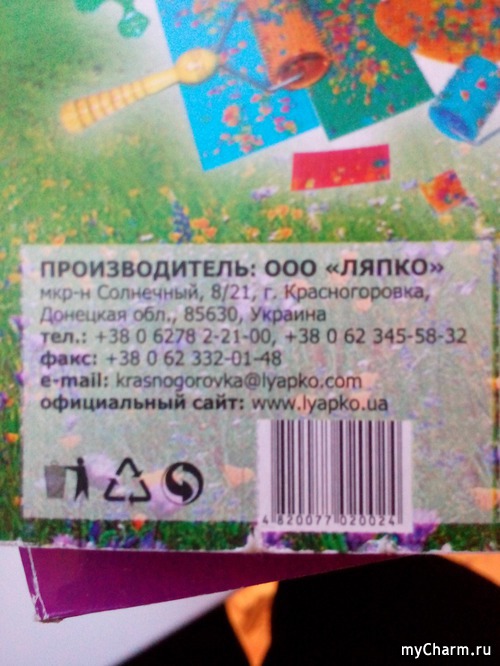 ПРОИЗВОДИТЕЛЬ: ООО «ЛЯПКО»
мкр-н Солнечный, 8/21, г. Красногоровка,
Донецкая обл., 85630, Украина
тел.: +38 0 6278 2-21-00, +38 0 62 345-58-32
факс: +38 0 62 332-01-48
e-mail: krasnogorovka@lyapko.com
официальный сайт: www.lyapko.ua
4 820077 020024
myCharm.ru